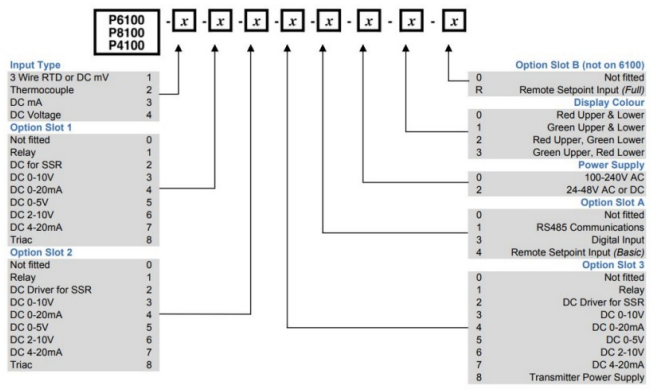 P6100
P8100
P4100
- x - x - x - x - x - x - x - x
Input Type
3 Wire RTD or DC mV 1
Thermocouple 2
DC mA 3
DC Voltage 4
Option Slot 1
Not fitted 0
Relay 1
DC for SSR 2
DC 0-10V 3
DC 0-20mA 4
DC 0-5V 5
DC 2-10V 6
DC 4-20mA 7
Triac 8
Option Slot 2
Not fitted 0
Relay 1
DC Driver for SSR 2
DC 0-10V 3
DC 0-20mA 4
DC 0-5V 5
DC 2-10V 6
DC 4-20mA 7
Triac 8
Option Slot B (not on 6100)
0 Not fitted
R Remote Setpoint Input (Full)
Display Colour
0 Red Upper & Lower
1 Green Upper & Lower
2 Red Upper, Green Lower
3 Green Upper, Red Lower
Power Supply
0 100-240V AC
2 24-48V AC or DC
Option Slot A
0 Not fitted
1 RS485 Communications
3 Digital Input
4 Remote Setpoint Input (Basic)
Option Slot 3
0 Not fitted
1 Relay
2 DC Driver for SSR
3 DC 0-10V
4 DC 0-20mA
5 DC 0-5V
6 DC 2-10V
7 DC 4-20mA
8 Transmitter Power Supply